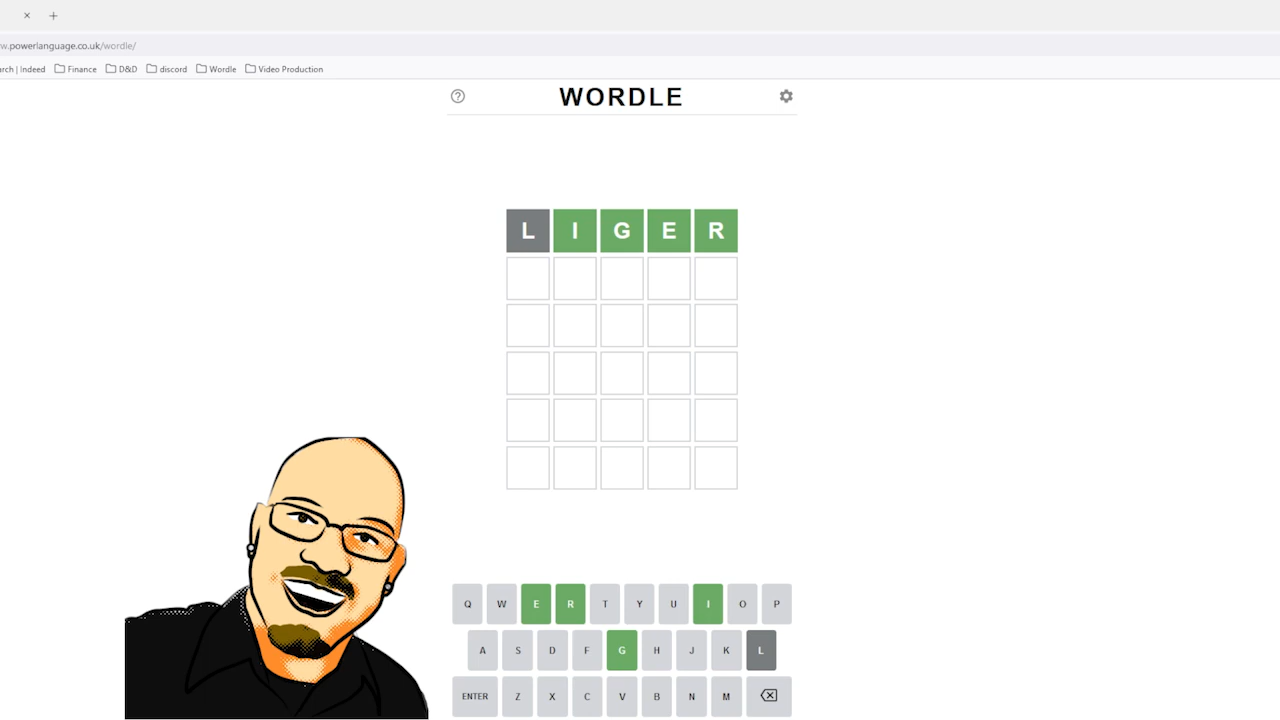 w.powerlanguage.co.uk/wordle/
arch | Indeed Finance D&D discord Wordle Video Production
WORDLE
L I G E R
Q W E R T Y U I O P
A S D F G H J K L
ENTER Z X C V B N M